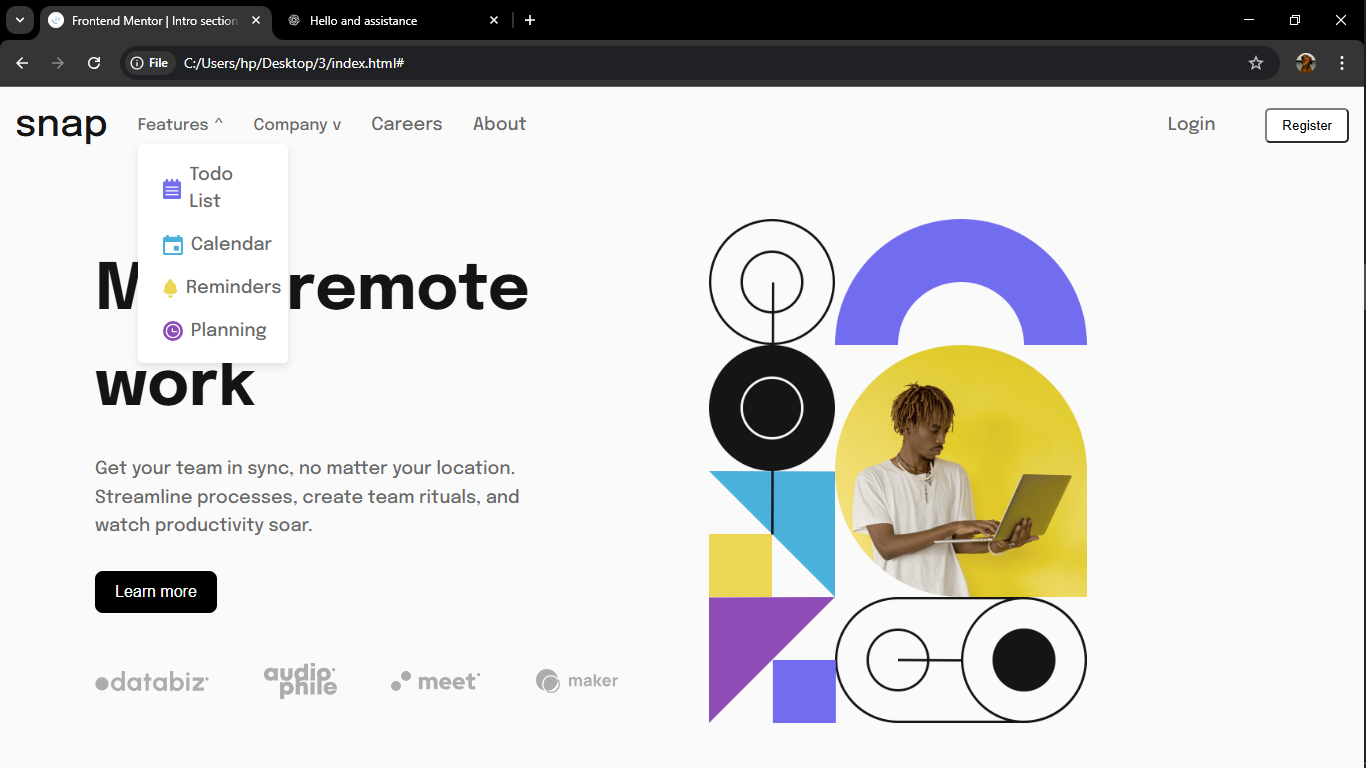 Frontend Mentor | Intro section
Hello and assistance
File
C:/Users/hp/Desktop/3/index.html#
snap
Features ^
Company v
Careers
About
Login
Register
Todo
List
Calendar
Reminders
Planning
remote
work
Get your team in sync, no matter your location.
Streamline processes, create team rituals, and
watch productivity soar.
Learn more
databiz
audiophile
meet
maker